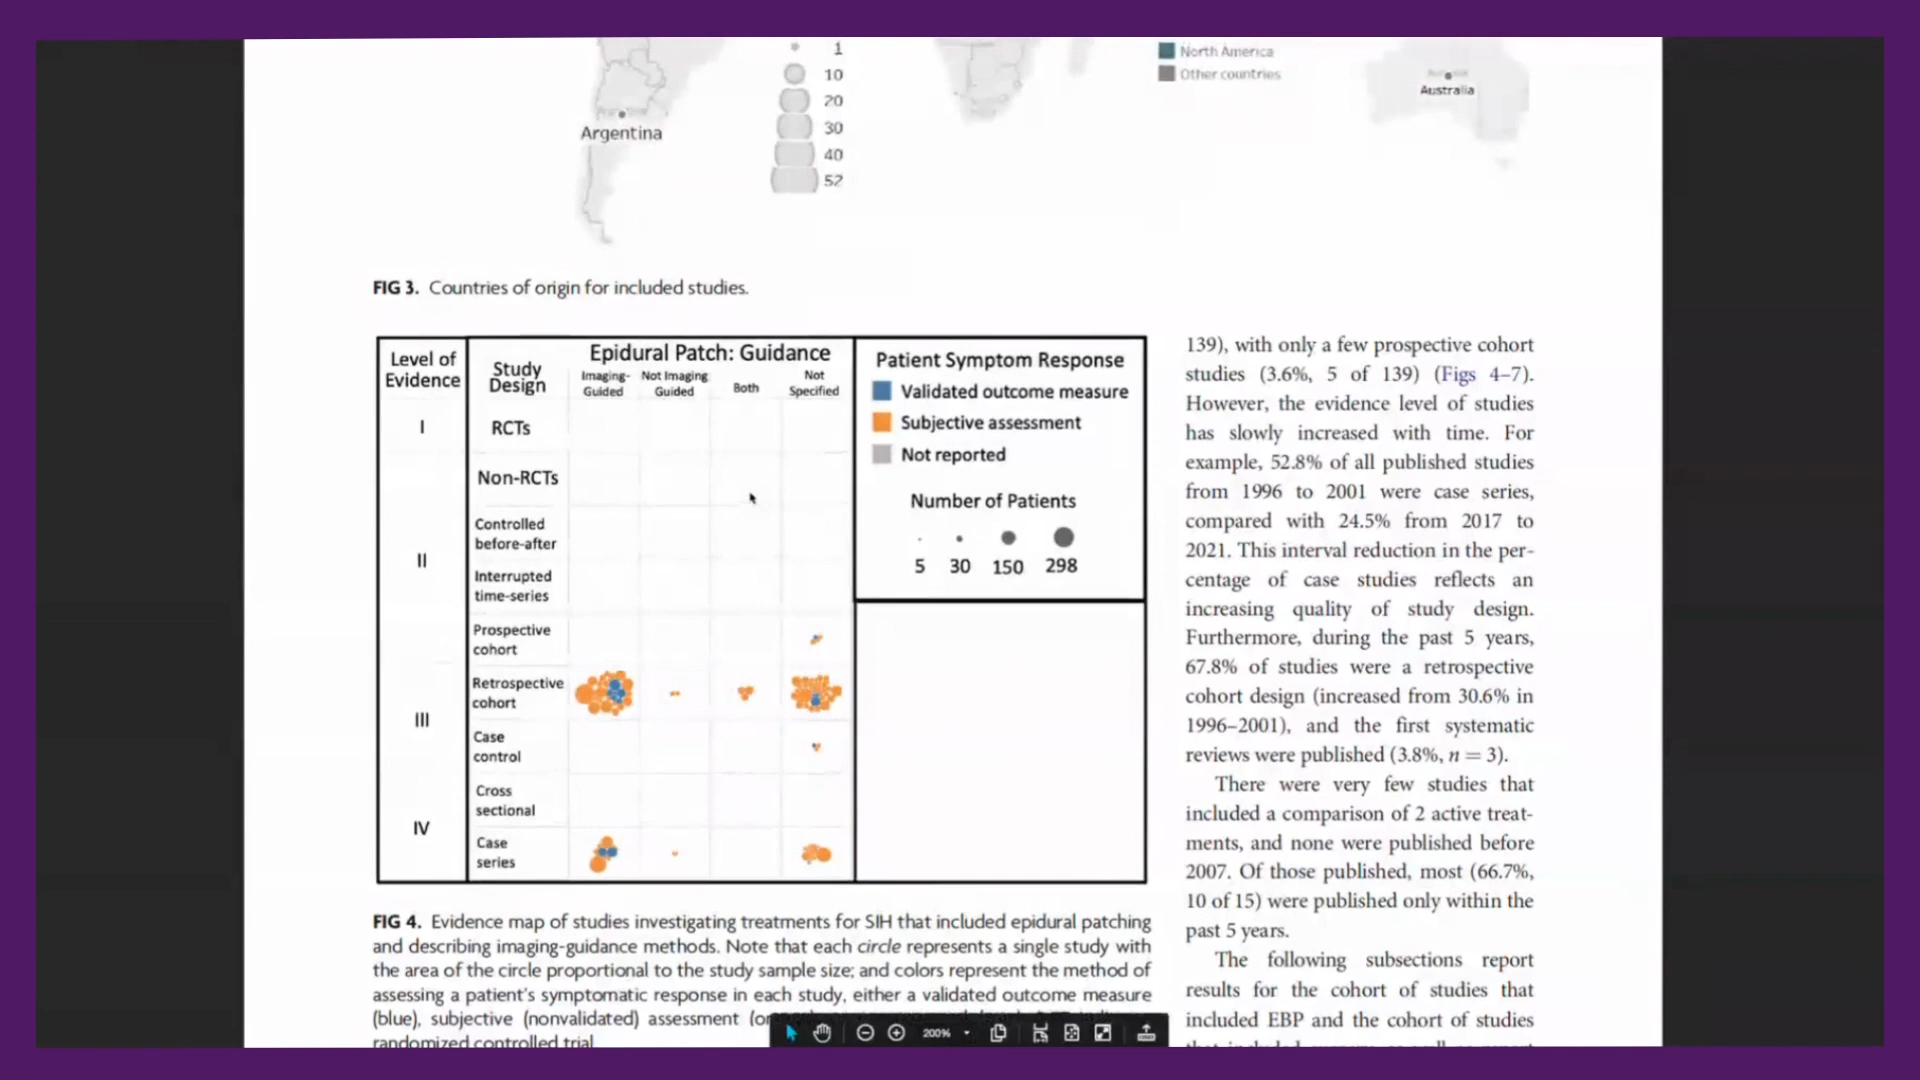 1
10
20
30
40
52
Argentina
North America
Other countries
Australia
FIG 3. Countries of origin for included studies.
Level of Evidence
Study Design
Epidural Patch: Guidance
Imaging-Guided
Not Imaging Guided
Both
Not Specified
I
RCTs
Non-RCTs
II
Controlled before-after
Interrupted time-series
Prospective cohort
III
Retrospective cohort
Case control
IV
Cross sectional
Case series
Patient Symptom Response
Validated outcome measure
Subjective assessment
Not reported
Number of Patients
5 30 150 298
FIG 4. Evidence map of studies investigating treatments for SIH that included epidural patching
and describing imaging-guidance methods. Note that each circle represents a single study with
the area of the circle proportional to the study sample size; and colors represent the method of
assessing a patient's symptomatic response in each study, either a validated outcome measure
(blue), subjective (nonvalidated) assessment
randomized controlled trial
139), with only a few prospective cohort
studies (3.6%, 5 of 139) (Figs 4–7).
However, the evidence level of studies
has slowly increased with time. For
example, 52.8% of all published studies
from 1996 to 2001 were case series,
compared with 24.5% from 2017 to
2021. This interval reduction in the per-
centage of case studies reflects an
increasing quality of study design.
Furthermore, during the past 5 years,
67.8% of studies were a retrospective
cohort design (increased from 30.6% in
1996–2001), and the first systematic
reviews were published (3.8%, n = 3).
There were very few studies that
included a comparison of 2 active treat-
ments, and none were published before
2007. Of those published, most (66.7%,
10 of 15) were published only within the
past 5 years.
The following subsections report
results for the cohort of studies that
included EBP and the cohort of studies
200%